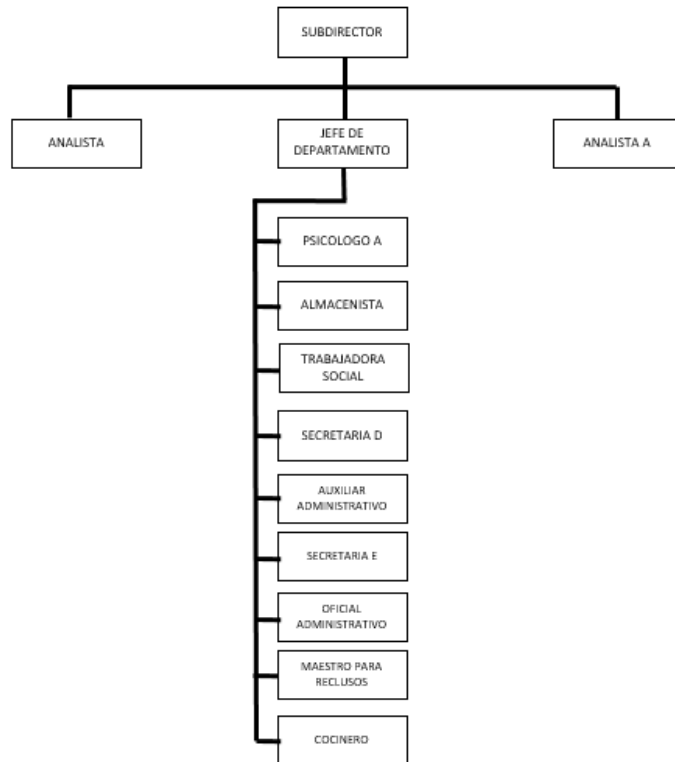 SUBDIRECTOR
ANALISTA
JEFE DE
DEPARTAMENTO
ANALISTA A
PSICOLOGO A
ALMACENISTA
TRABAJADORA
SOCIAL
SECRETARIA D
AUXILIAR
ADMINISTRATIVO
SECRETARIA E
OFICIAL
ADMINISTRATIVO
MAESTRO PARA
RECLUSOS
COCINERO